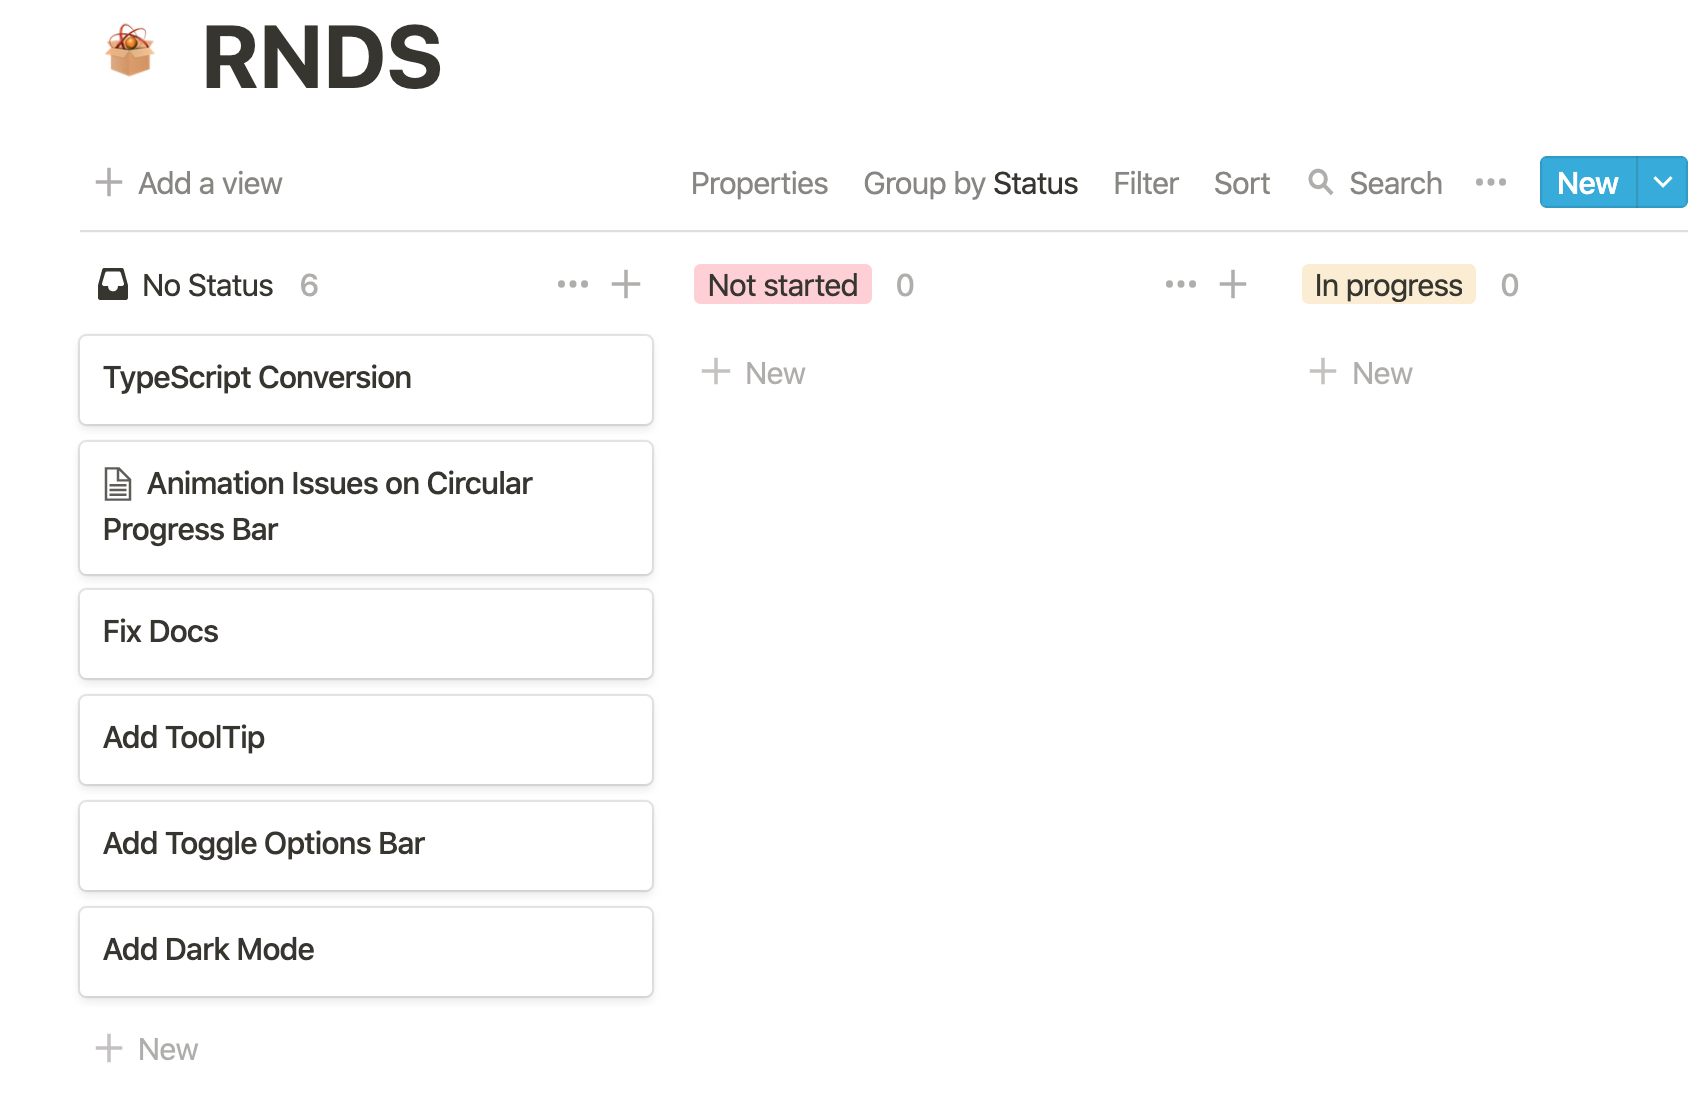 RNDS
Add a view
Properties Group by Status Filter Sort Search New
No Status 6
Not started 0
In progress 0
TypeScript Conversion
Animation Issues on Circular
Progress Bar
Fix Docs
Add ToolTip
Add Toggle Options Bar
Add Dark Mode
New
New
New